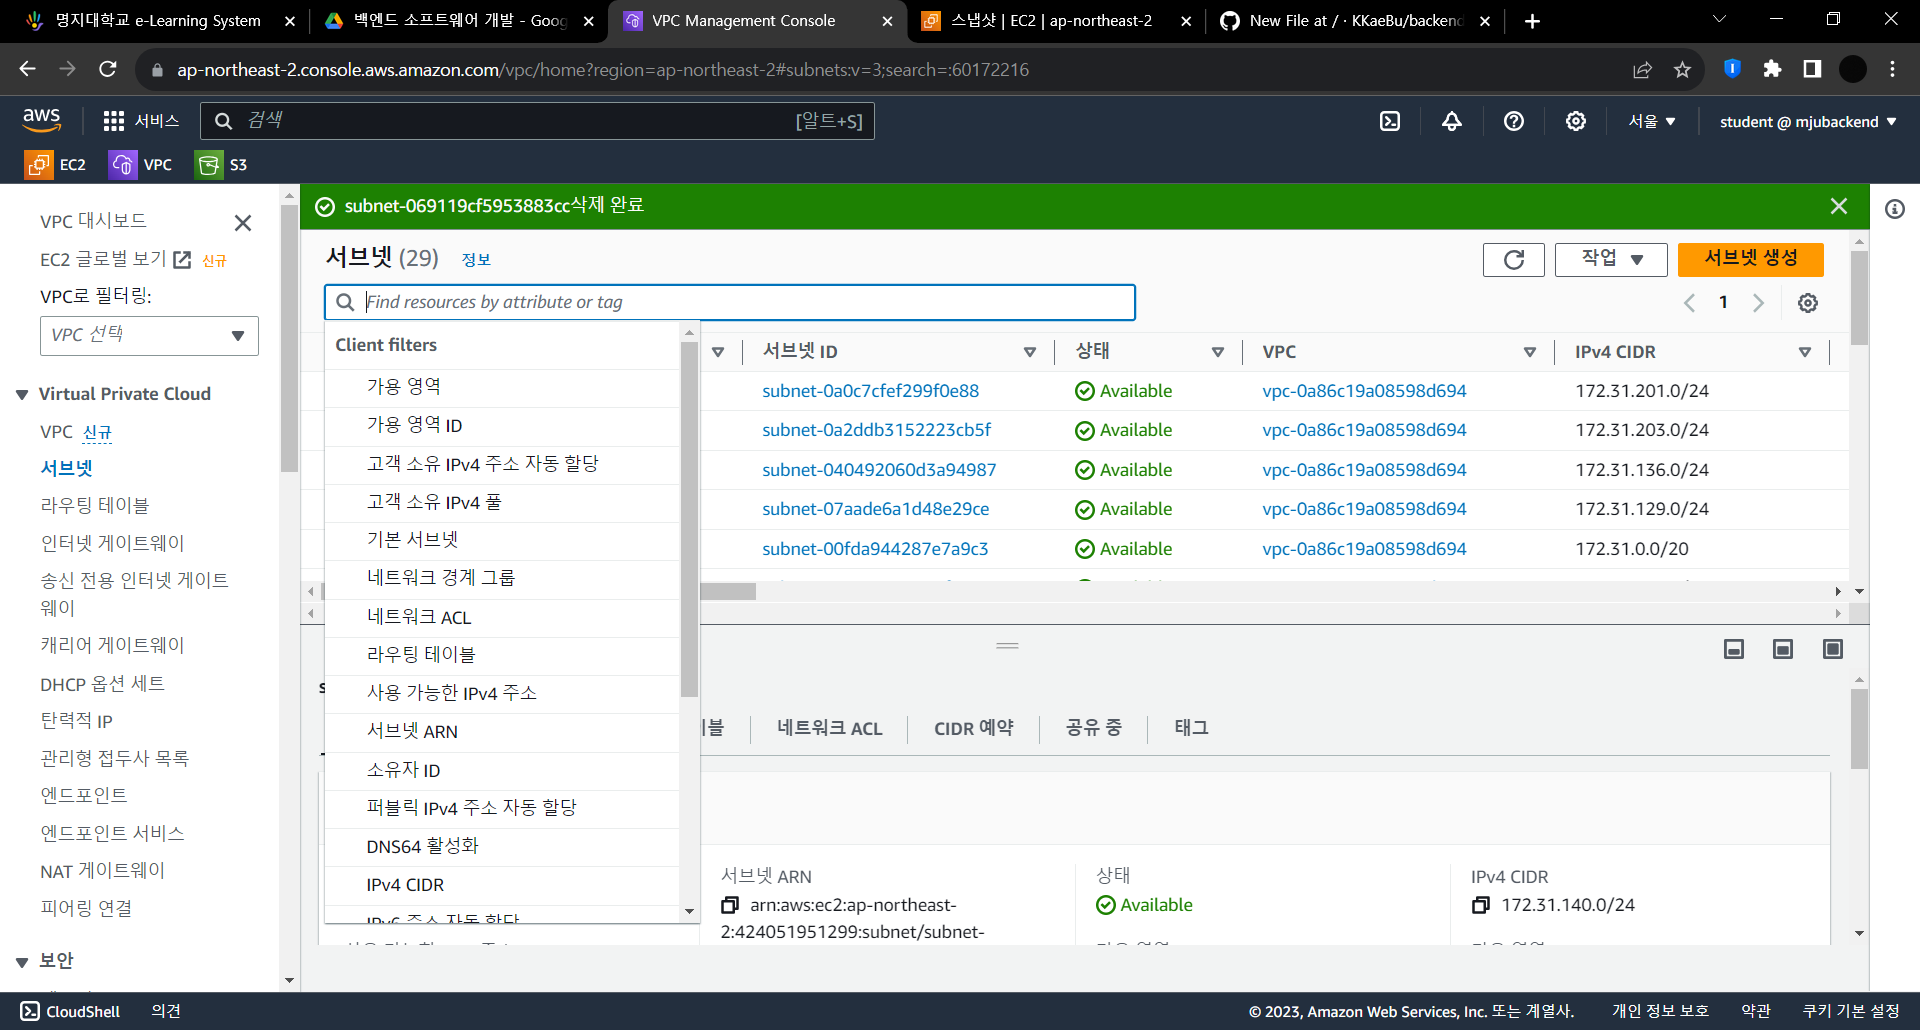 명지대학교 e-Learning System
백엔드 소프트웨어 개발 - Goog
VPC Management Console
스냅샷 | EC2 | ap-northeast-2
New File at / · KKaeBu/backend
ap-northeast-2.console.aws.amazon.com/vpc/home?region=ap-northeast-2#subnets:v=3;search=:60172216
aws
서비스
검색
[알트+S]
서울
student @ mjubackend
EC2
VPC
S3
VPC 대시보드
EC2 글로벌 보기
신규
VPC로 필터링:
VPC 선택
Virtual Private Cloud
VPC 신규
서브넷
라우팅 테이블
인터넷 게이트웨이
송신 전용 인터넷 게이트
웨이
캐리어 게이트웨이
DHCP 옵션 세트
탄력적 IP
관리형 접두사 목록
엔드포인트
엔드포인트 서비스
NAT 게이트웨이
피어링 연결
보안
subnet-069119cf5953883cc삭제 완료
서브넷 (29) 정보
작업
서브넷 생성
Find resources by attribute or tag
1
Client filters
가용 영역
가용 영역 ID
고객 소유 IPv4 주소 자동 할당
고객 소유 IPv4 풀
기본 서브넷
네트워크 경계 그룹
네트워크 ACL
라우팅 테이블
사용 가능한 IPv4 주소
서브넷 ARN
소유자 ID
퍼블릭 IPv4 주소 자동 할당
DNS64 활성화
IPv4 CIDR
IPv6 주소 자동 할당
서브넷 ID 상태 VPC IPv4 CIDR
subnet-0a0c7cfef299f0e88 Available vpc-0a86c19a08598d694 172.31.201.0/24
subnet-0a2ddb3152223cb5f Available vpc-0a86c19a08598d694 172.31.203.0/24
subnet-040492060d3a94987 Available vpc-0a86c19a08598d694 172.31.136.0/24
subnet-07aade6a1d48e29ce Available vpc-0a86c19a08598d694 172.31.129.0/24
subnet-00fda944287e7a9c3 Available vpc-0a86c19a08598d694 172.31.0.0/20
블 네트워크 ACL CIDR 예약 공유 중 태그
서브넷 ARN
arn:aws:ec2:ap-northeast-
2:424051951299:subnet/subnet-
상태
Available
IPv4 CIDR
172.31.140.0/24
CloudShell
의견
© 2023, Amazon Web Services, Inc. 또는 계열사.
개인 정보 보호
약관
쿠키 기본 설정